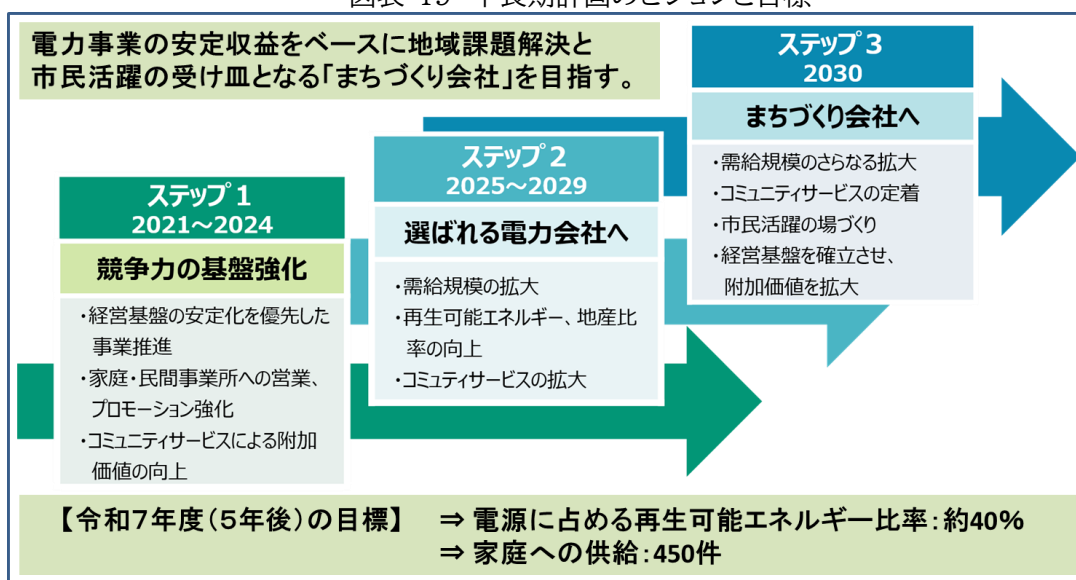 電力事業の安定収益をベースに地域課題解決と
市民活躍の受け皿となる「まちづくり会社」を目指す。
ステップ1
2021～2024
競争力の基盤強化
・経営基盤の安定化を優先した
事業推進
・家庭・民間事業所への営業、
プロモーション強化
・コミュニティサービスによる附加
価値の向上
ステップ2
2025～2029
選ばれる電力会社へ
・需給規模の拡大
・再生可能エネルギー、地産比
率の向上
・コミュティサービスの拡大
ステップ3
2030
まちづくり会社へ
・需給規模のさらなる拡大
・コミュニティサービスの定着
・市民活躍の場づくり
・経営基盤を確立させ、
附加価値を拡大
【令和7年度(5年後)の目標】 ⇒ 電源に占める再生可能エネルギー比率:約40%
⇒ 家庭への供給:450件